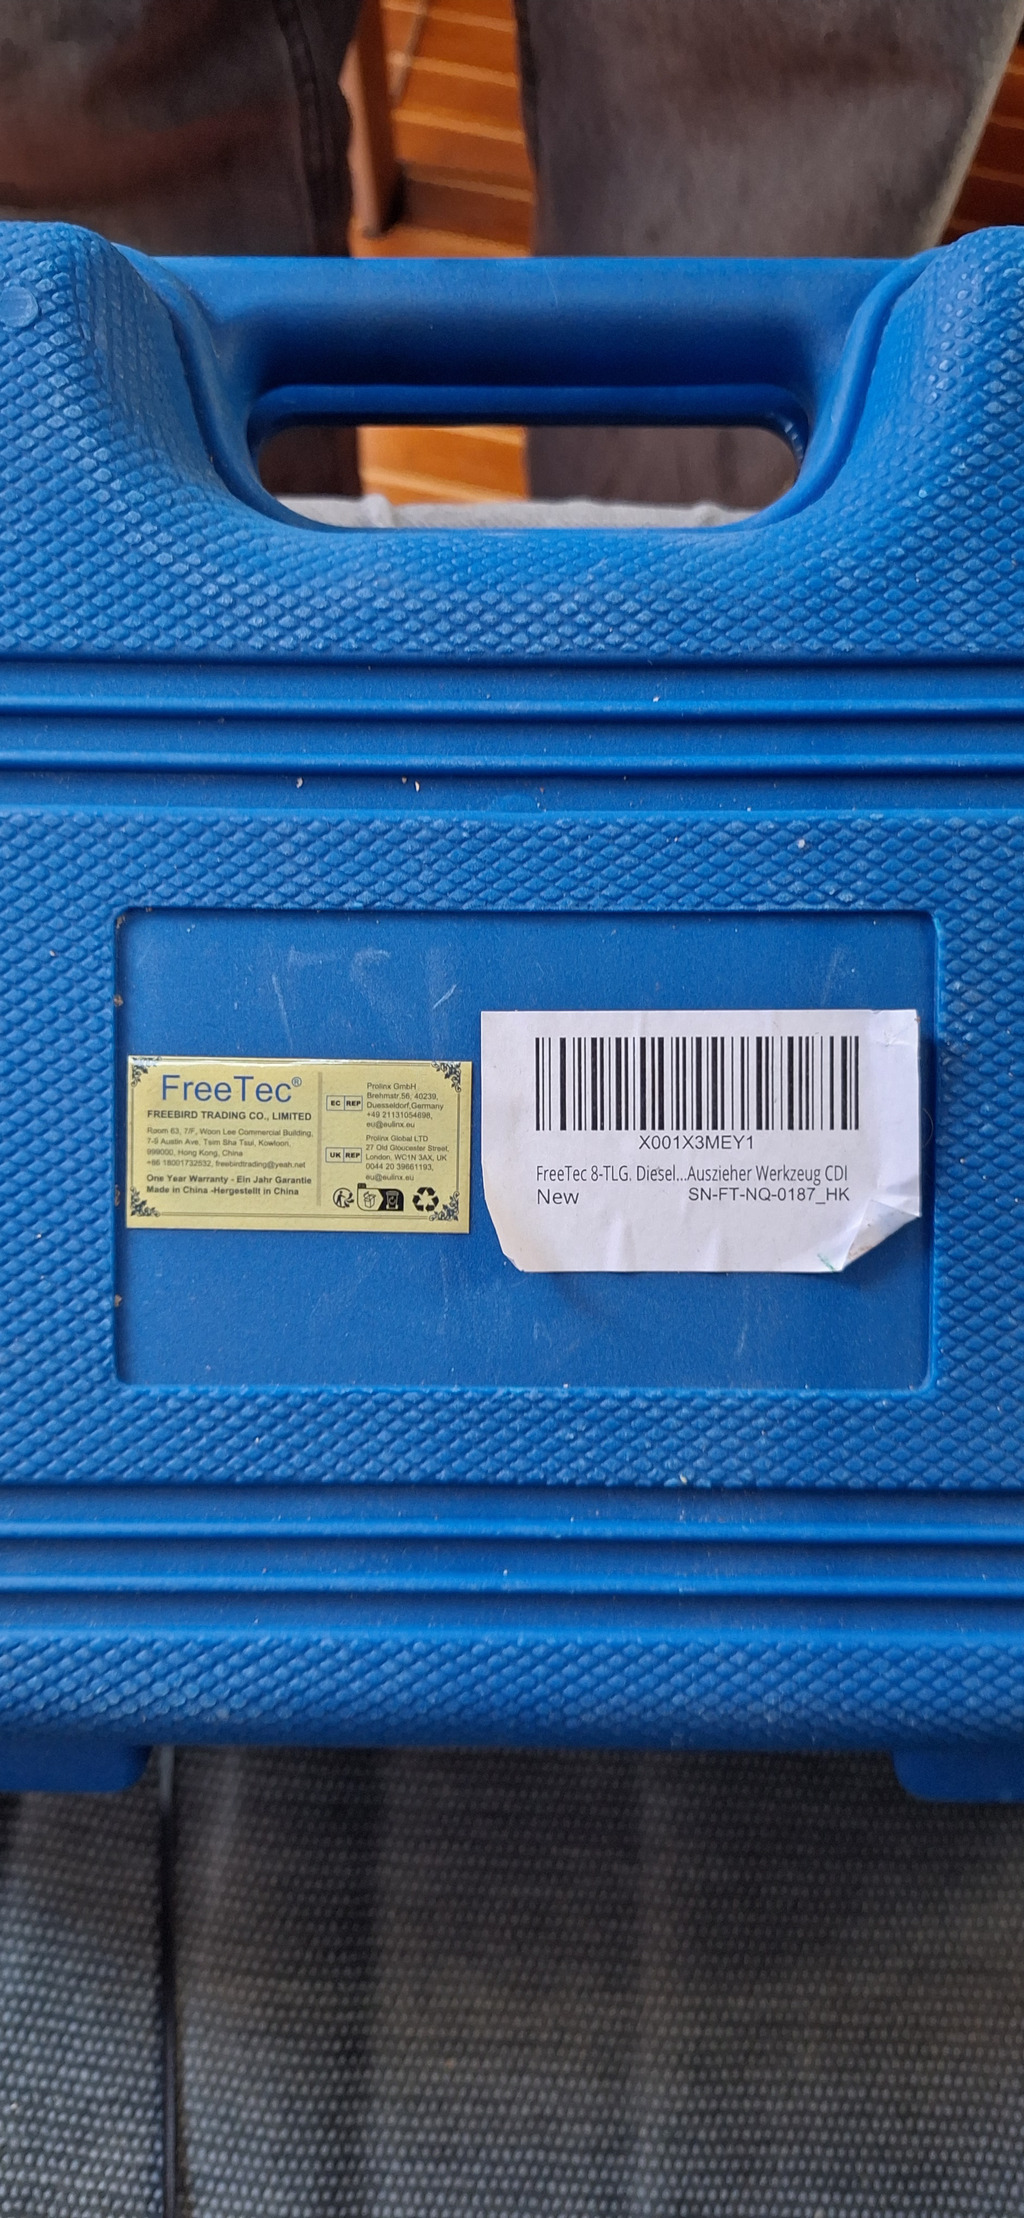 FreeTec®
FREEBIRD TRADING CO., LIMITED
Room 63, 7/F, Woon Lee Commercial Building,
7-9 Austin Ave, Tsim Sha Tsui, Kowloon,
999000, Hong Kong, China
+86 18001732532, freebirdtrading@yeah.net
One Year Warranty - Ein Jahr Garantie
Made in China -Hergestellt in China
EC REP
Prolinx GmbH
Brehmstr.56, 40239,
Duesseldorf,Germany
+49 21131054698,
eu@eulinx.eu
UK REP
Prolinx Global LTD
27 Old Gloucester Street,
London, WC1N 3AX, UK
0044 20 39661193,
eu@eulinx.eu
X001X3MEY1
FreeTec 8-TLG. Diesel...Auszieher Werkzeug CDI
New SN-FT-NQ-0187_HK